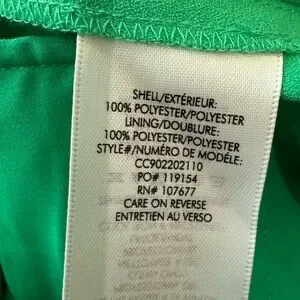 SHELL/EXTÉRIEUR:
100% POLYESTER/POLYESTER
LINING/DOUBLURE:
100% POLYESTER/POLYESTER
STYLE#/NUMÉRO DE MODÈLE:
CC902202110
PO# 119154
RN# 107677
CARE ON REVERSE
ENTRETIEN AU VERSO